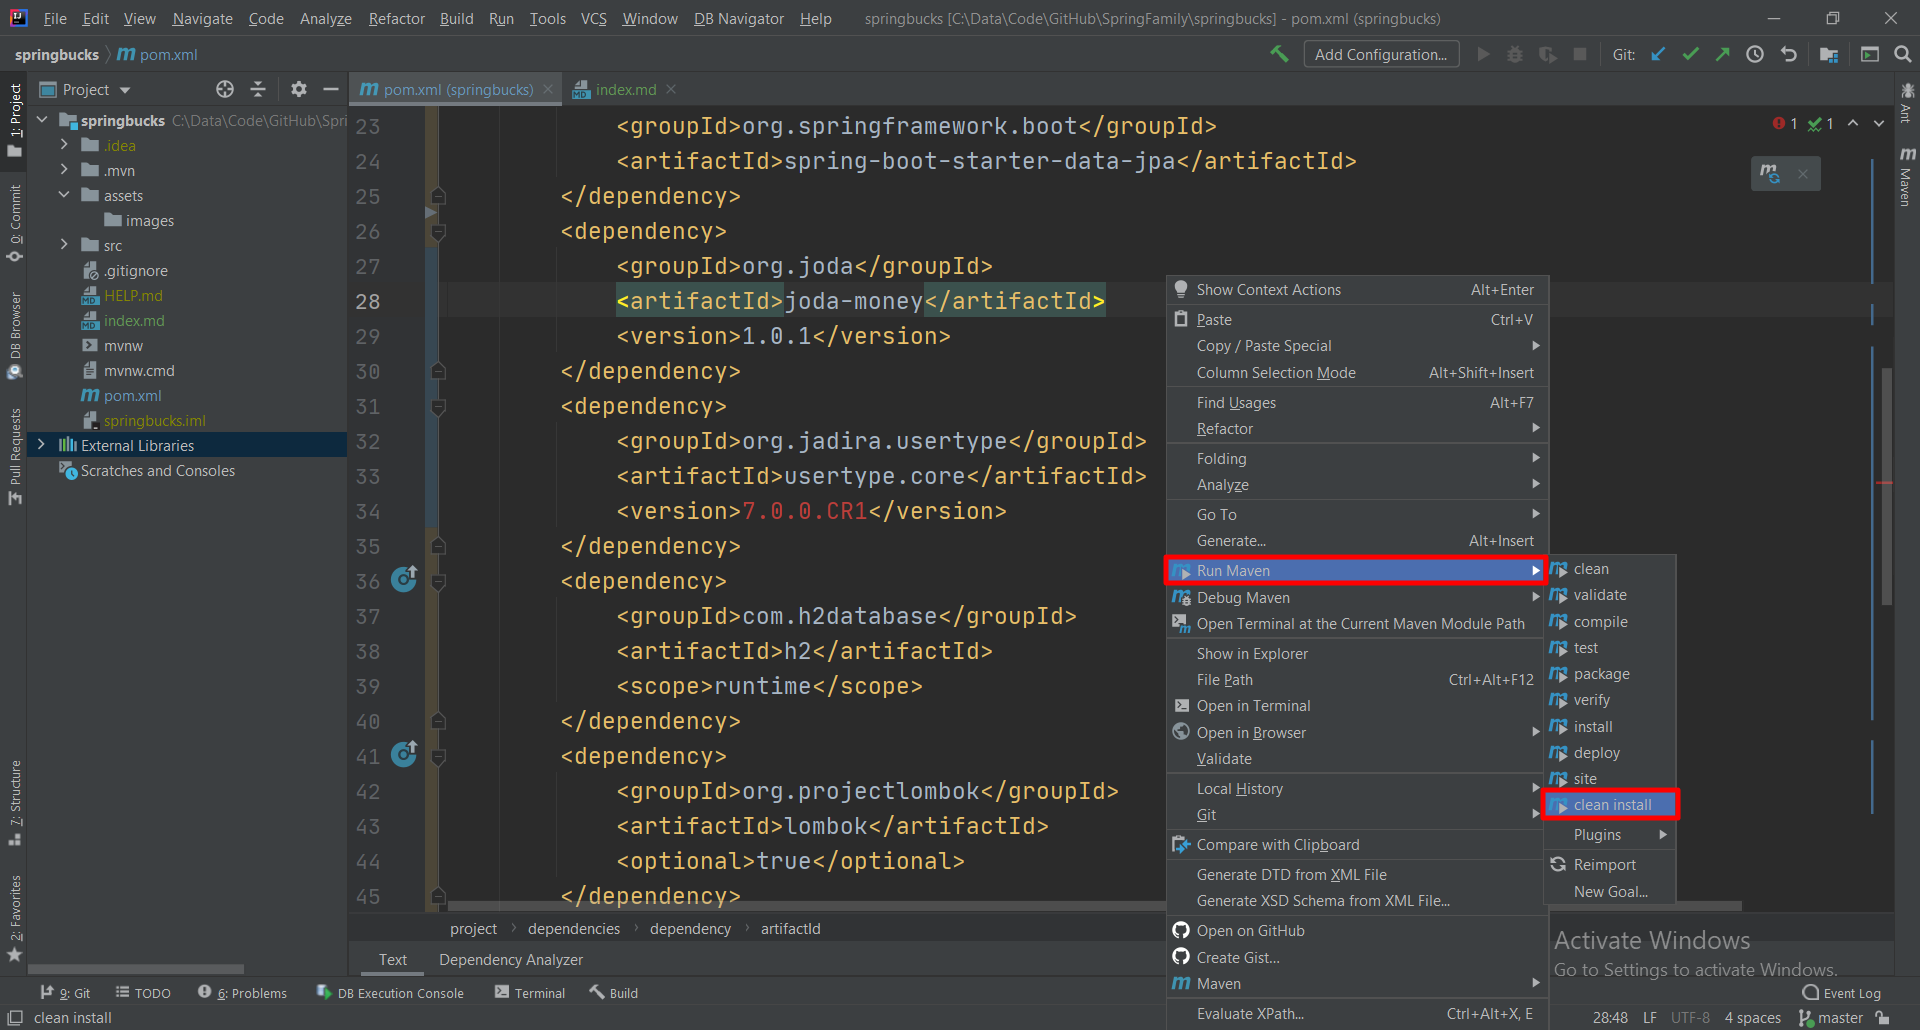 File Edit View Navigate Code Analyze Refactor Build Run Tools VCS Window DB Navigator Help springbucks [C:\Data\Code\GitHub\SpringFamily\springbucks] - pom.xml (springbucks)
springbucks m pom.xml
Add Configuration...
Git:
1: Project
0: Commit
DB Browser
Pull Requests
7: Structure
2: Favorites
Project
springbucks C:\Data\Code\GitHub\Spri
.idea
.mvn
assets
images
src
.gitignore
HELP.md
index.md
mvnw
mvnw.cmd
pom.xml
springbucks.iml
External Libraries
Scratches and Consoles
pom.xml (springbucks)
index.md
1 1
23 <groupId>org.springframework.boot</groupId>
24 <artifactId>spring-boot-starter-data-jpa</artifactId>
25 </dependency>
26 <dependency>
27 <groupId>org.joda</groupId>
28 <artifactId>joda-money</artifactId>
29 <version>1.0.1</version>
30 </dependency>
31 <dependency>
32 <groupId>org.jadira.usertype</groupId>
33 <artifactId>usertype.core</artifactId>
34 <version>7.0.0.CR1</version>
35 </dependency>
36 <dependency>
37 <groupId>com.h2database</groupId>
38 <artifactId>h2</artifactId>
39 <scope>runtime</scope>
40 </dependency>
41 <dependency>
42 <groupId>org.projectlombok</groupId>
43 <artifactId>lombok</artifactId>
44 <optional>true</optional>
45 </dependency>
Show Context Actions Alt+Enter
Paste Ctrl+V
Copy / Paste Special
Column Selection Mode Alt+Shift+Insert
Find Usages Alt+F7
Refactor
Folding
Analyze
Go To
Generate... Alt+Insert
Run Maven
Debug Maven
Open Terminal at the Current Maven Module Path
Show in Explorer
File Path Ctrl+Alt+F12
Open in Terminal
Open in Browser
Validate
Local History
Git
Compare with Clipboard
Generate DTD from XML File
Generate XSD Schema from XML File...
Open on GitHub
Create Gist...
Maven
Evaluate XPath... Ctrl+Alt+X, E
clean
validate
compile
test
package
verify
install
deploy
site
clean install
Plugins
Reimport
New Goal...
Ant
Maven
Activate Windows
Go to Settings to activate Windows.
project dependencies dependency artifactId
Text Dependency Analyzer
9: Git TODO 6: Problems DB Execution Console Terminal Build
Event Log
clean install
28:48 LF UTF-8 4 spaces master